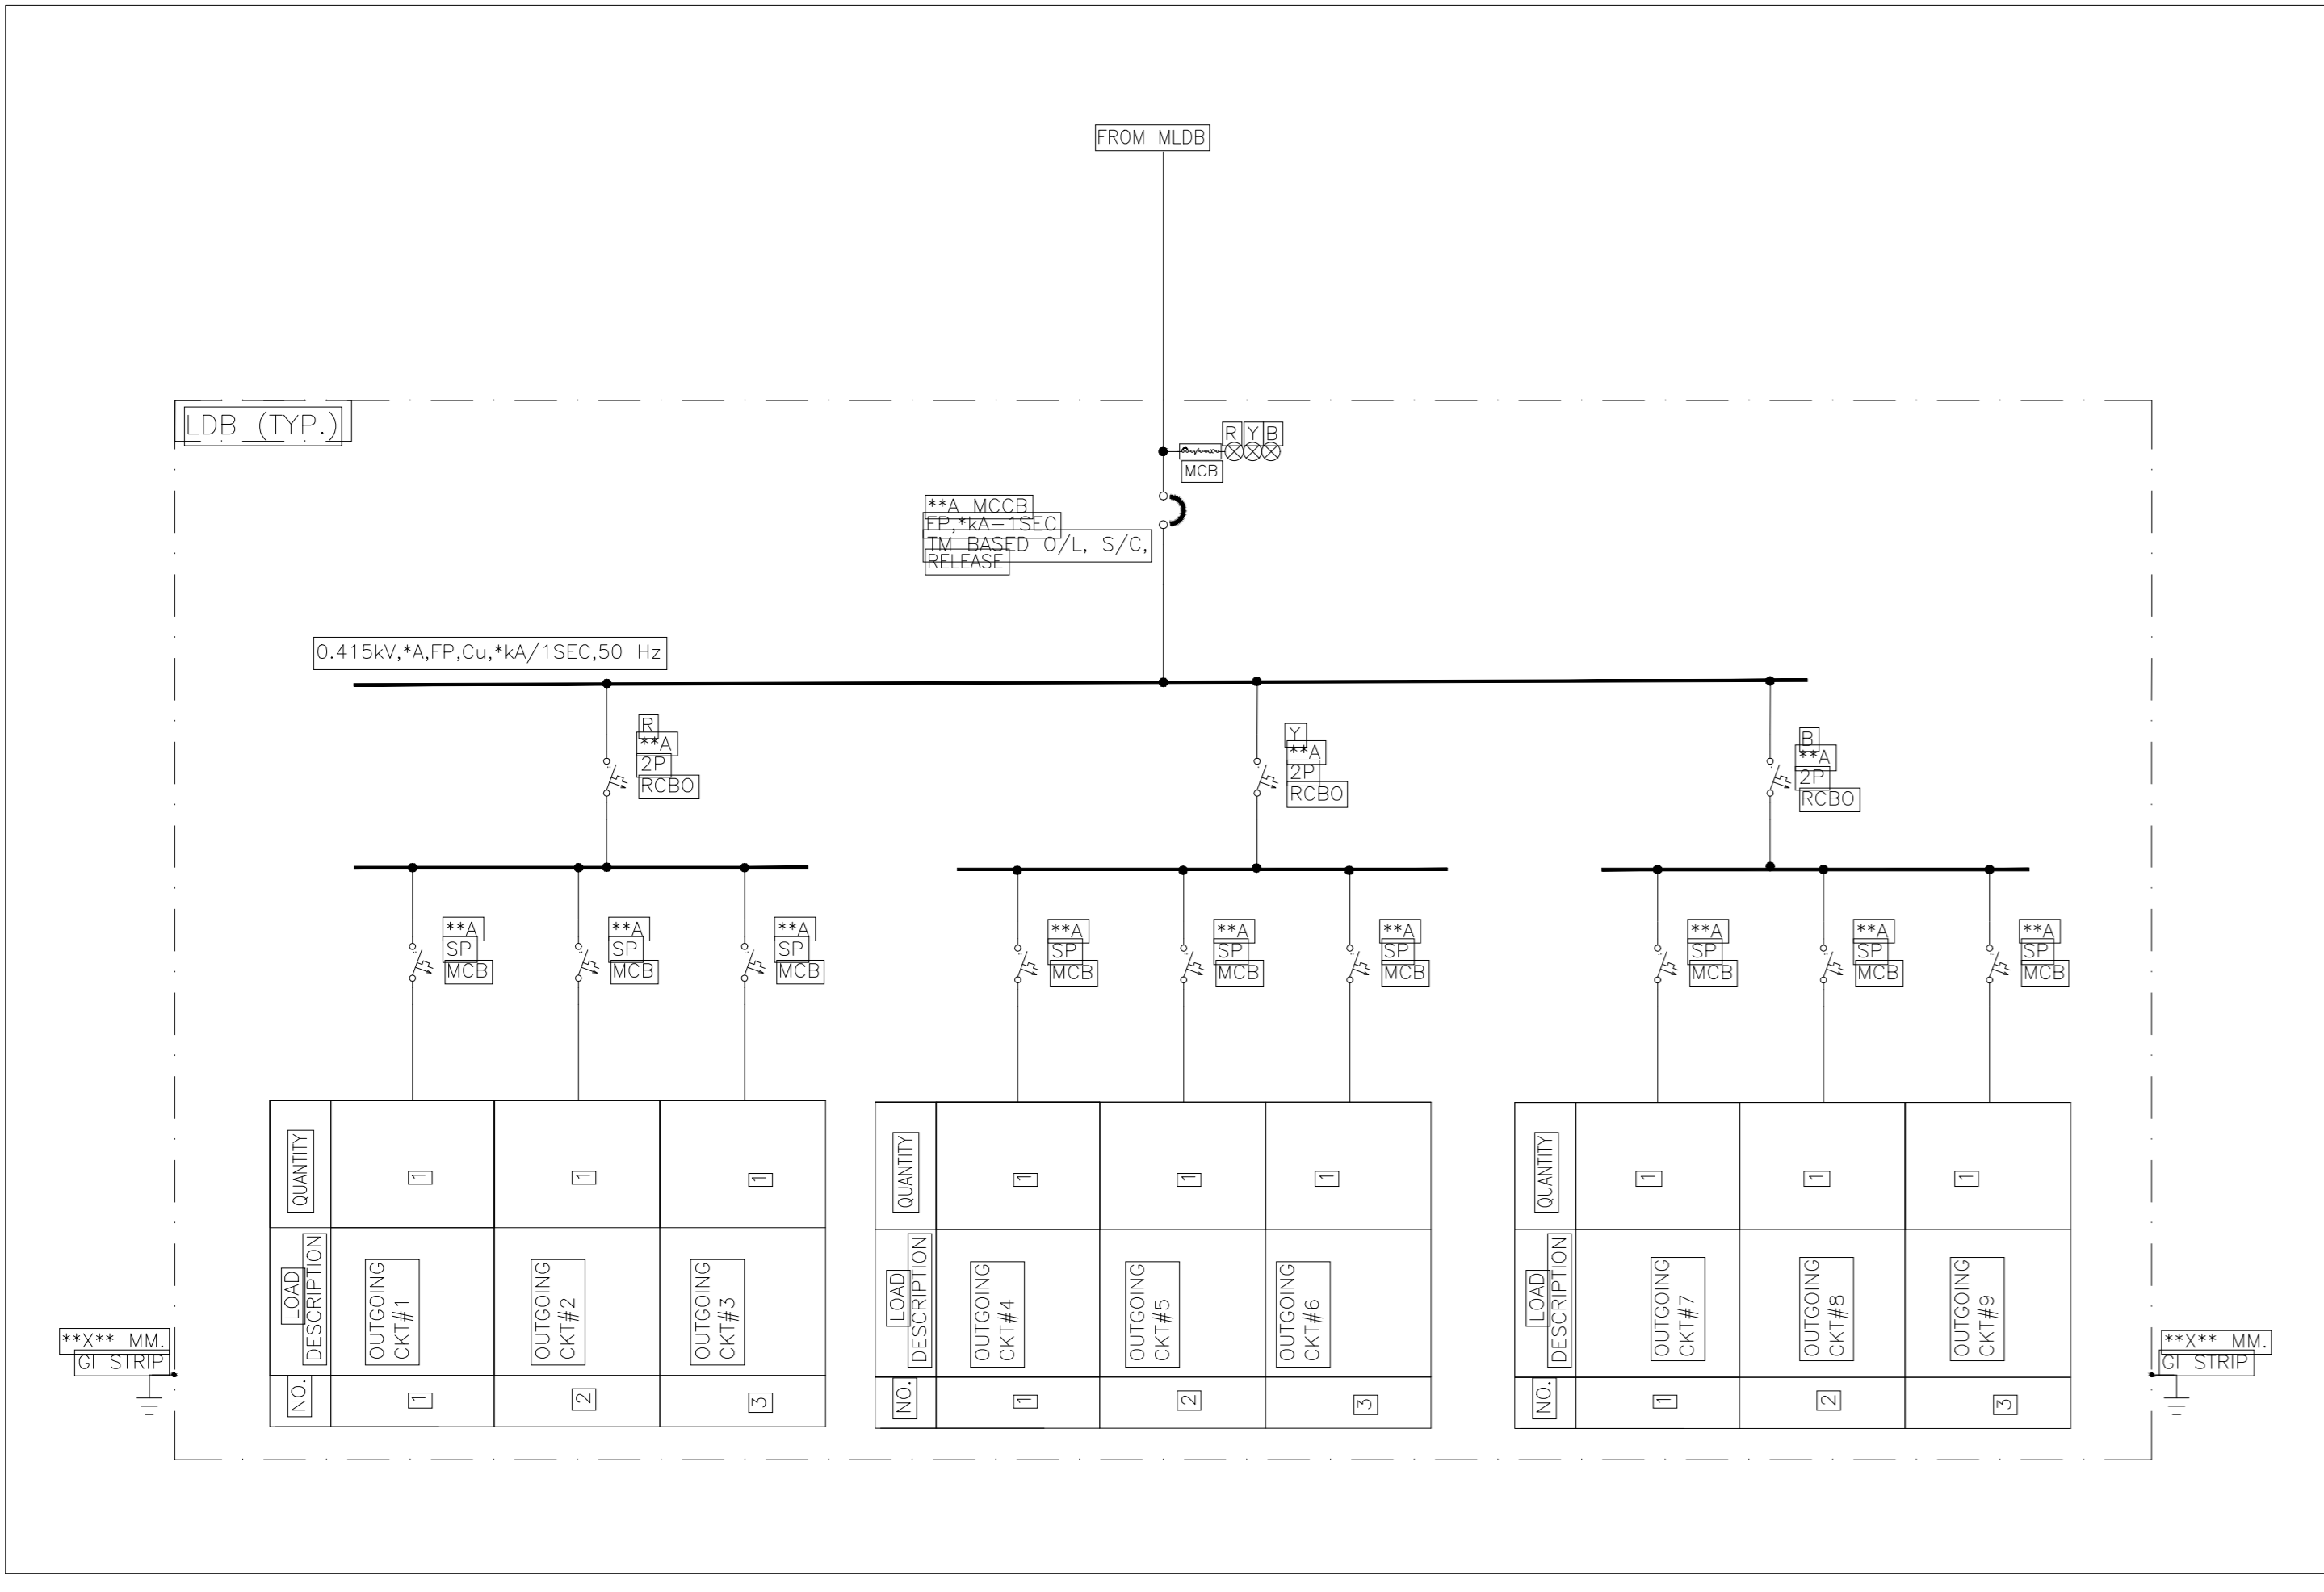 FROM MLDB
LDB (TYP.)
R Y B
MCB
**A MCCB
FP,*kA-1SEC
TM BASED O/L, S/C,
RELEASE
0.415kV,*A,FP,Cu,*kA/1SEC,50 Hz
R
**A
2P
RCBO
Y
**A
2P
RCBO
B
**A
2P
RCBO
**A
SP
MCB
**A
SP
MCB
**A
SP
MCB
**A
SP
MCB
**A
SP
MCB
**A
SP
MCB
**A
SP
MCB
**A
SP
MCB
**A
SP
MCB
QUANTITY
1
1
1
LOAD
DESCRIPTION
OUTGOING
CKT#1
OUTGOING
CKT#2
OUTGOING
CKT#3
NO.
1
2
3
QUANTITY
1
1
1
LOAD
DESCRIPTION
OUTGOING
CKT#4
OUTGOING
CKT#5
OUTGOING
CKT#6
NO.
1
2
3
QUANTITY
1
1
1
LOAD
DESCRIPTION
OUTGOING
CKT#7
OUTGOING
CKT#8
OUTGOING
CKT#9
NO.
1
2
3
**X** MM.
GI STRIP
**X** MM.
GI STRIP